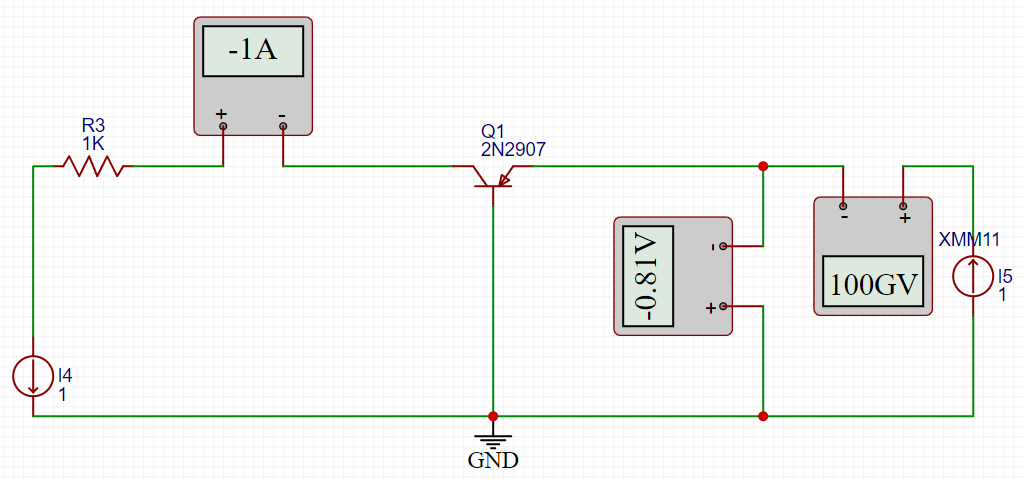 -1A
+ -
R3
1K
Q1
2N2907
-0.81V
-
+
- +
100GV
XMM11
I5
1
I4
1
GND